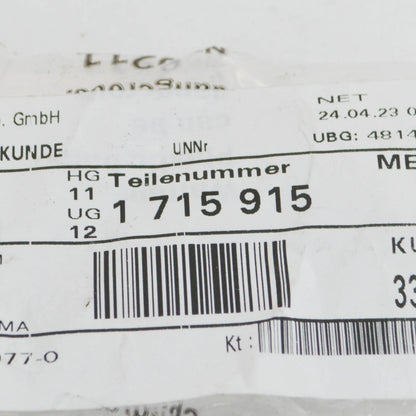 NET
. GmbH
24.04.23 0
KUNDE
UNNr
UBG: 4814
HG
11
Teilenummer
ME
UG
12
1 715 915
KU
33
MA
Kt:
077-0